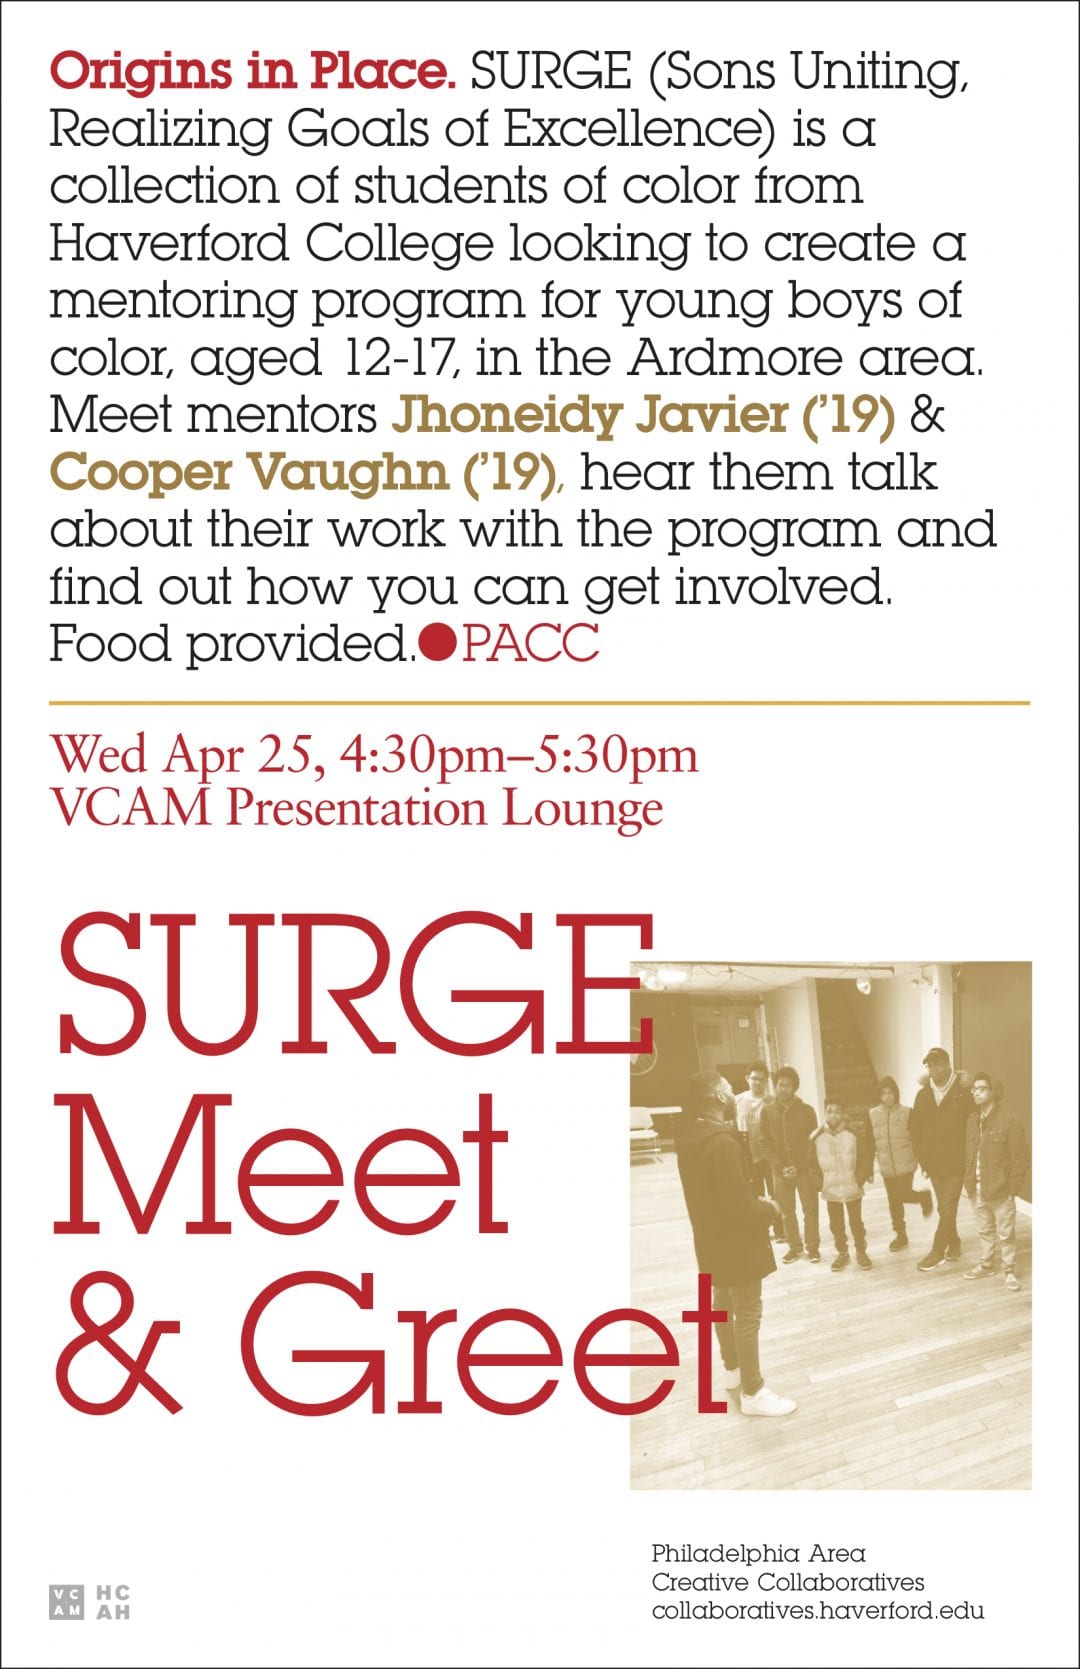 Origins in Place. SURGE (Sons Uniting,
Realizing Goals of Excellence) is a
collection of students of color from
Haverford College looking to create a
mentoring program for young boys of
color, aged 12-17, in the Ardmore area.
Meet mentors Jhoneidy Javier (’19) &
Cooper Vaughn (’19), hear them talk
about their work with the program and
find out how you can get involved.
Food provided.●PACC
Wed Apr 25, 4:30pm–5:30pm
VCAM Presentation Lounge
SURGE
Meet
& Greet
Philadelphia Area
Creative Collaboratives
collaboratives.haverford.edu
VC
AM
HC
AH